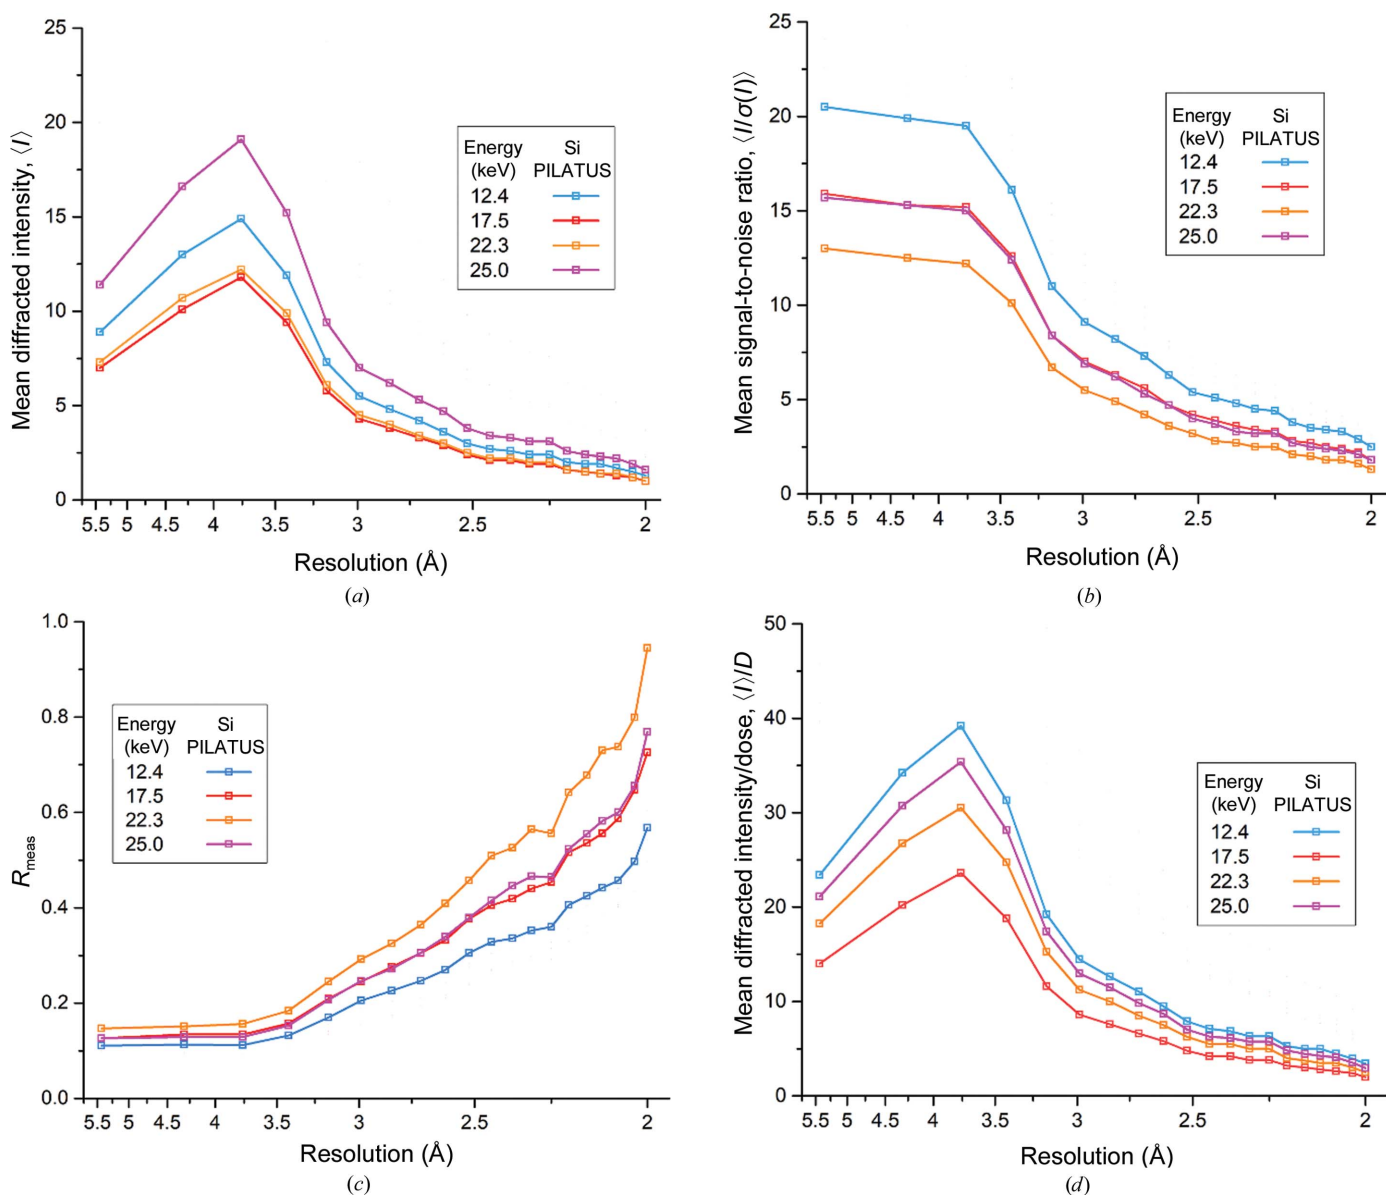 25
20
15
10
5
0
Mean diffracted intensity, ⟨I⟩
Energy Si
(keV) PILATUS
12.4
17.5
22.3
25.0
5.5 5 4.5 4 3.5 3 2.5 2
Resolution (Å)
(a)
25
20
15
10
5
0
Mean signal-to-noise ratio, ⟨I/σ(I)⟩
Energy Si
(keV) PILATUS
12.4
17.5
22.3
25.0
5.5 5 4.5 4 3.5 3 2.5 2
Resolution (Å)
(b)
1.0
0.8
0.6
0.4
0.2
0.0
Rmeas
Energy Si
(keV) PILATUS
12.4
17.5
22.3
25.0
5.5 5 4.5 4 3.5 3 2.5 2
Resolution (Å)
(c)
50
40
30
20
10
0
Mean diffracted intensity/dose, ⟨I⟩/D
Energy Si
(keV) PILATUS
12.4
17.5
22.3
25.0
5.5 5 4.5 4 3.5 3 2.5 2
Resolution (Å)
(d)